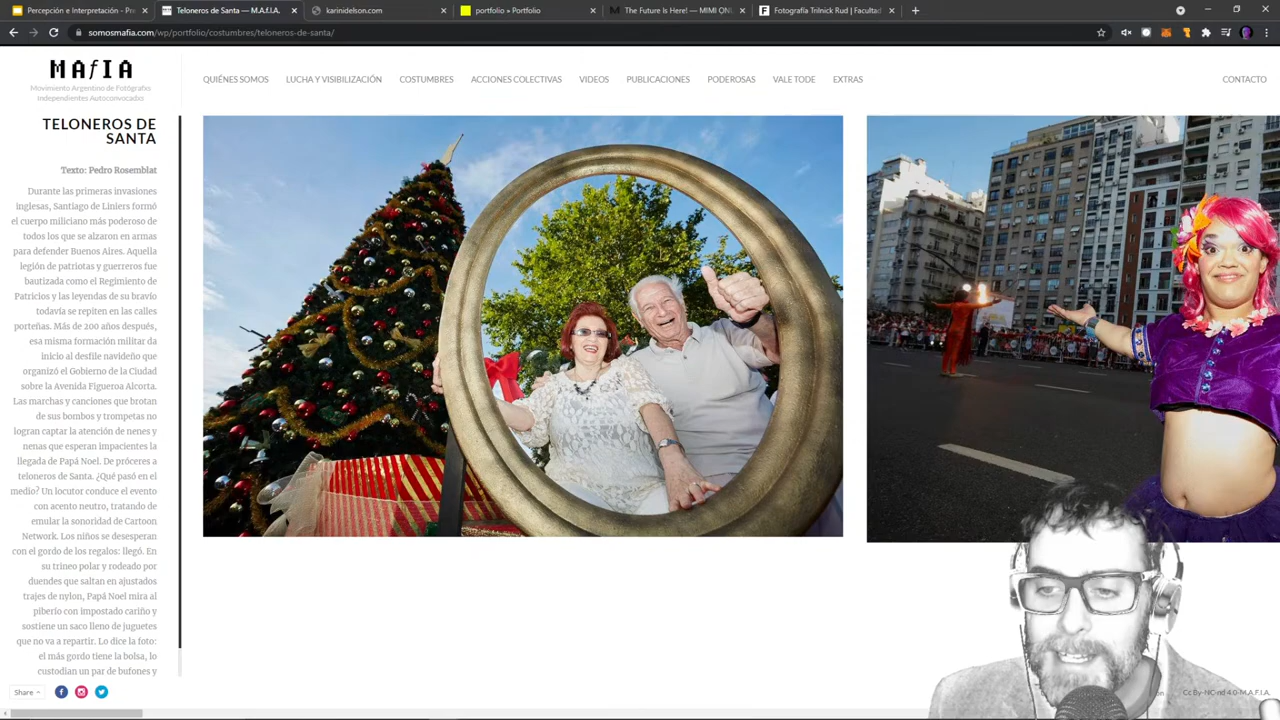 Percepción e Interpretación - Pre
Teloneros de Santa — M.A.f.I.A.
karinidelson.com
portfolio » Portfolio
The Future Is Here! — MIMI QNU
Fotografía Trilnick Rud | Facultad
somosmafia.com/wp/portfolio/costumbres/teloneros-de-santa/
MAfIA
Movimiento Argentino de Fotógrafxs
Independientes Autoconvocadxs
QUIÉNES SOMOS LUCHA Y VISIBILIZACIÓN COSTUMBRES ACCIONES COLECTIVAS VIDEOS PUBLICACIONES PODEROSAS VALE TODE EXTRAS CONTACTO
TELONEROS DE
SANTA
Texto: Pedro Rosemblat
Durante las primeras invasiones
inglesas, Santiago de Liniers formó
el cuerpo miliciano más poderoso de
todos los que se alzaron en armas
para defender Buenos Aires. Aquella
legión de patriotas y guerreros fue
bautizada como el Regimiento de
Patricios y las leyendas de su bravío
todavía se repiten en las calles
porteñas. Más de 200 años después,
esa misma formación militar da
inicio al desfile navideño que
organizó el Gobierno de la Ciudad
sobre la Avenida Figueroa Alcorta.
Las marchas y canciones que brotan
de sus bombos y trompetas no
logran captar la atención de nenes y
nenas que esperan impacientes la
llegada de Papá Noel. De próceres a
teloneros de Santa. ¿Qué pasó en el
medio? Un locutor conduce el evento
con acento neutro, tratando de
emular la sonoridad de Cartoon
Network. Los niños se desesperan
con el gordo de los regalos: llegó. En
su trineo polar y rodeado por
duendes que saltan en ajustados
trajes de nylon, Papá Noel mira al
piberío con impostado cariño y
sostiene un saco lleno de juguetes
que no va a repartir. Lo dice la foto:
el más gordo tiene la bolsa, lo
custodian un par de bufones y
Share
Cc By-NC-nd 4.0-M.A.F.I.A.